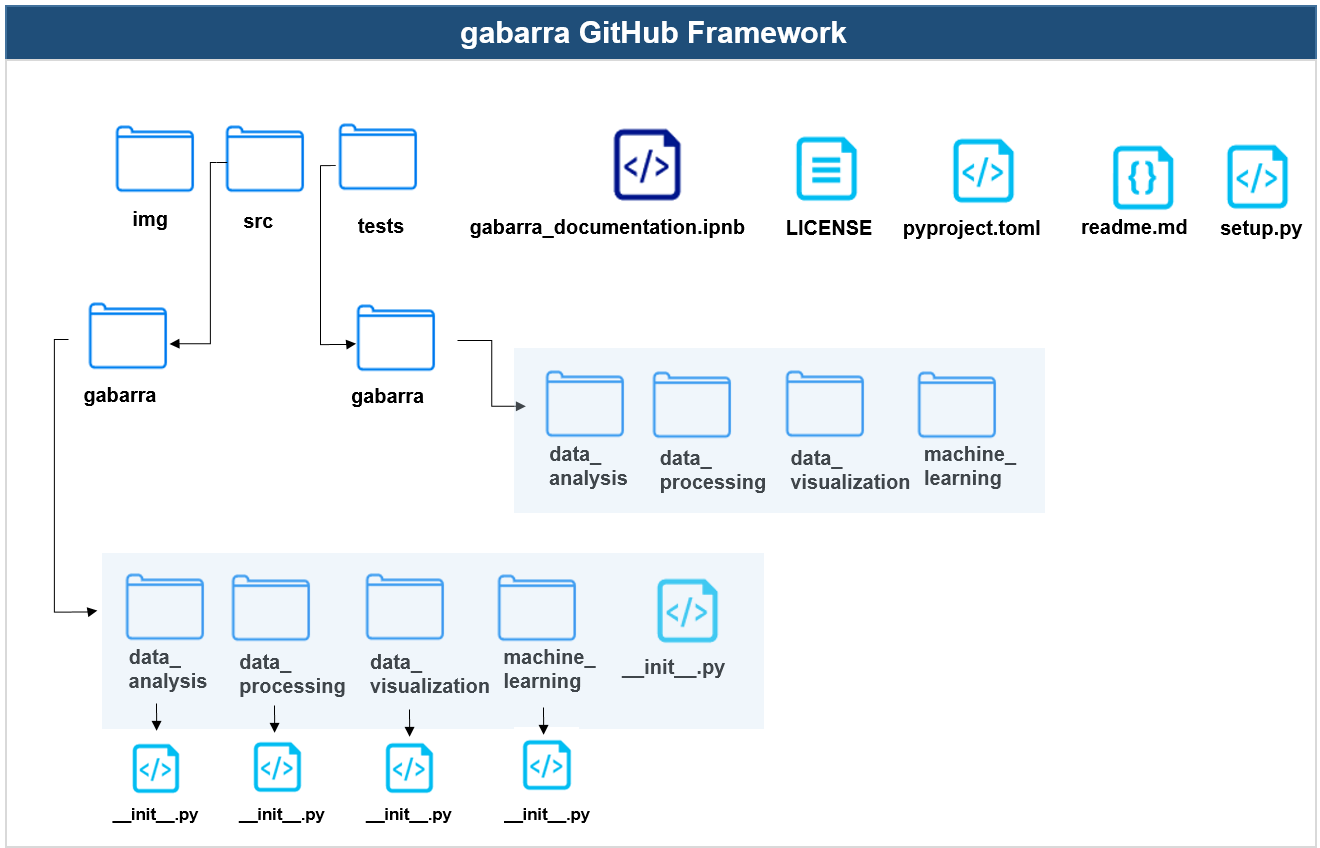 gabarra GitHub Framework
img
src
tests
gabarra_documentation.ipnb
LICENSE
pyproject.toml
readme.md
setup.py
gabarra
gabarra
data_
analysis
data_
processing
data_
visualization
machine_
learning
data_
analysis
data_
processing
data_
visualization
machine_
learning
__init__.py
__init__.py
__init__.py
__init__.py
__init__.py